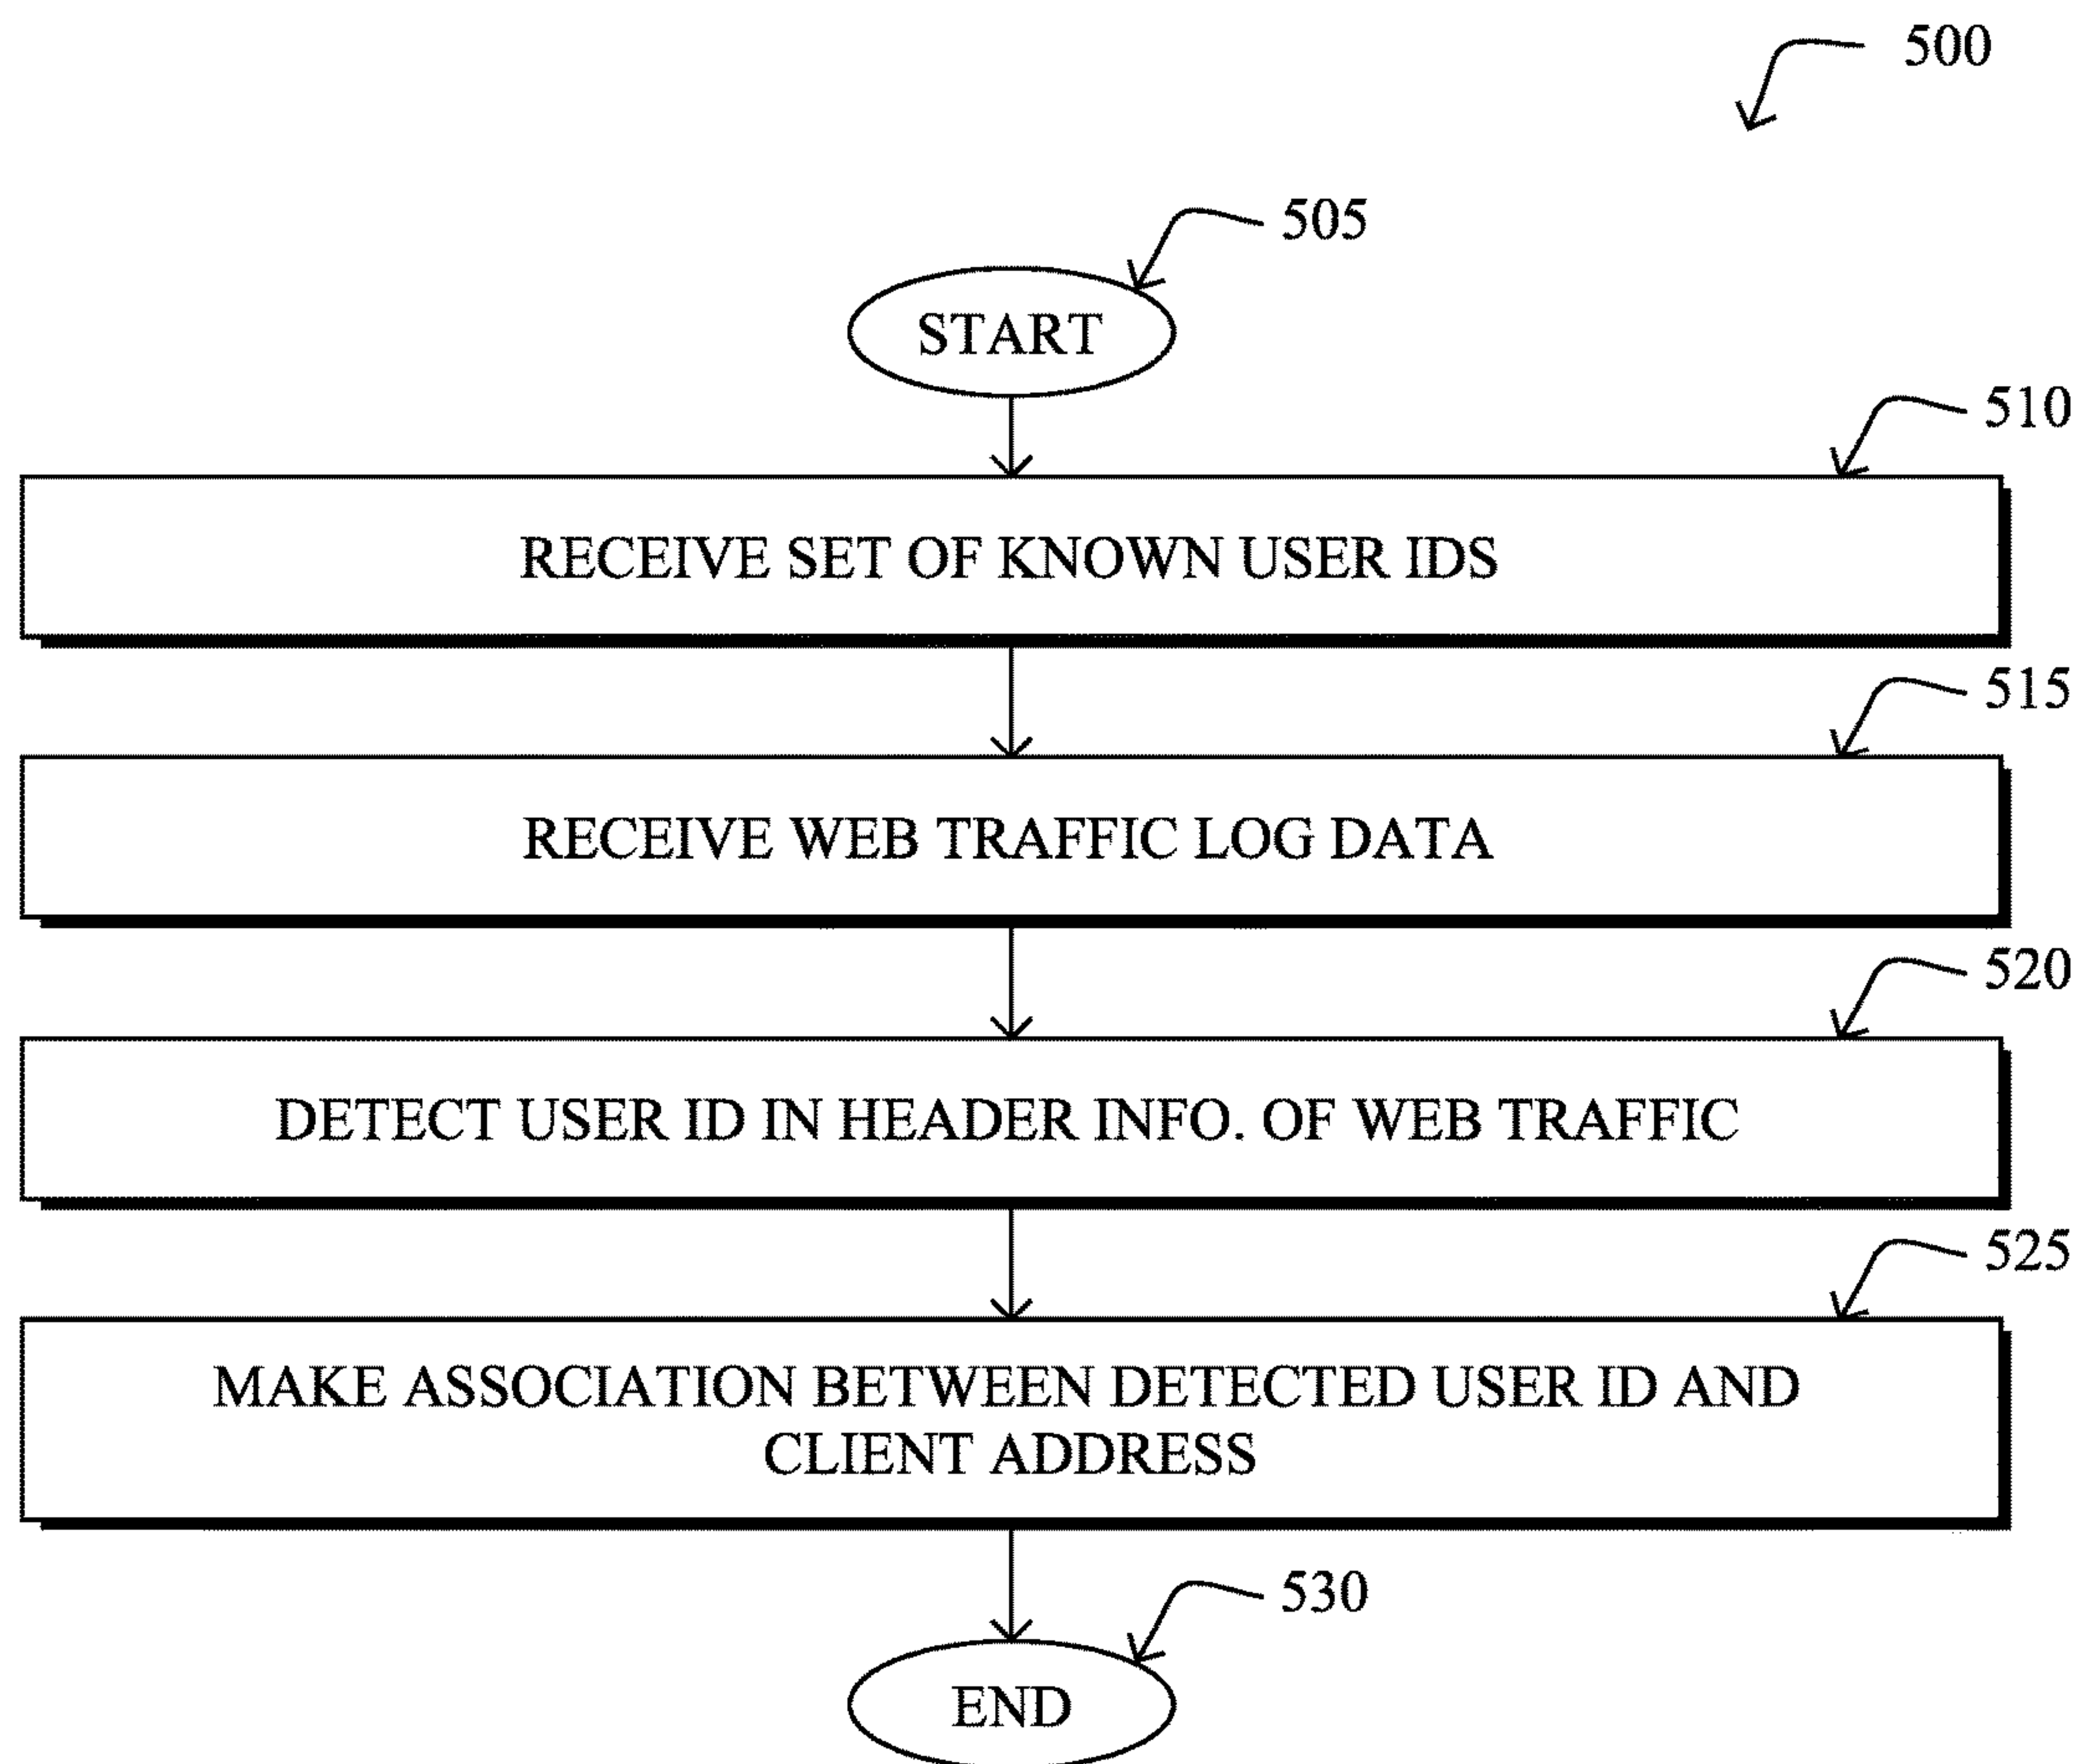 500
505
START
510
RECEIVE SET OF KNOWN USER IDS
515
RECEIVE WEB TRAFFIC LOG DATA
520
DETECT USER ID IN HEADER INFO. OF WEB TRAFFIC
525
MAKE ASSOCIATION BETWEEN DETECTED USER ID AND
CLIENT ADDRESS
530
END